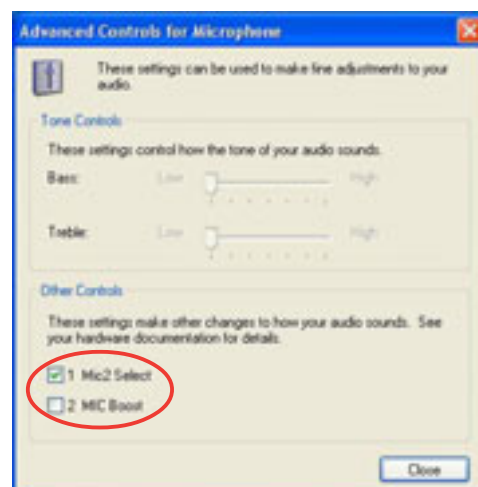 Advanced Controls for Microphone
These settings can be used to make fine adjustments to your
audio.
Tone Controls
These settings control how the tone of your audio sounds.
Bass: Low High
Treble: Low High
Other Controls
These settings make other changes to how your audio sounds. See
your hardware documentation for details.
1 Mic2 Select
2 MIC Boost
Close